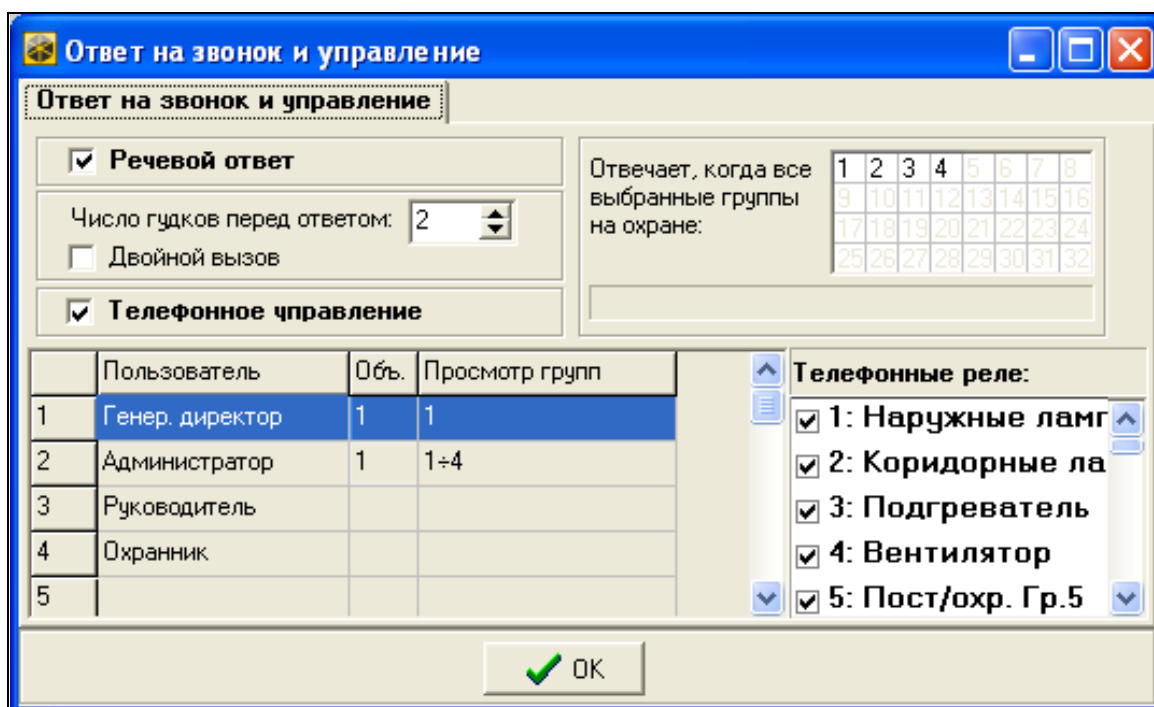 Ответ на звонок и управление
Ответ на звонок и управление
Речевой ответ
Число гудков перед ответом: 2
Двойной вызов
Телефонное управление
Отвечает, когда все
выбранные группы
на охране:
1 2 3 4 5 6 7 8
9 10 11 12 13 14 15 16
17 18 19 20 21 22 23 24
25 26 27 28 29 30 31 32
Пользователь Объ. Просмотр групп
1 Генер. директор 1 1
2 Администратор 1 1÷4
3 Руководитель
4 Охранник
5
Телефонные реле:
1: Наружные ламп
2: Коридорные ла
3: Подгреватель
4: Вентилятор
5: Пост/охр. Гр.5
OK